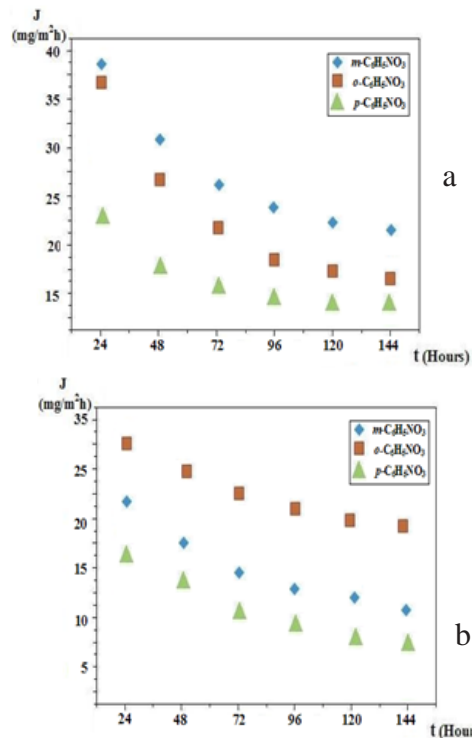 J
(mg/m²h)
40
35
30
25
20
15
m-C₆H₅NO₃
o-C₆H₅NO₃
p-C₆H₅NO₃
a
24 48 72 96 120 144
t (Hours)
J
(mg/m²h)
35
25
20
15
10
5
m-C₆H₅NO₃
o-C₆H₅NO₃
p-C₆H₅NO₃
b
24 48 72 96 120 144
t (Hours)